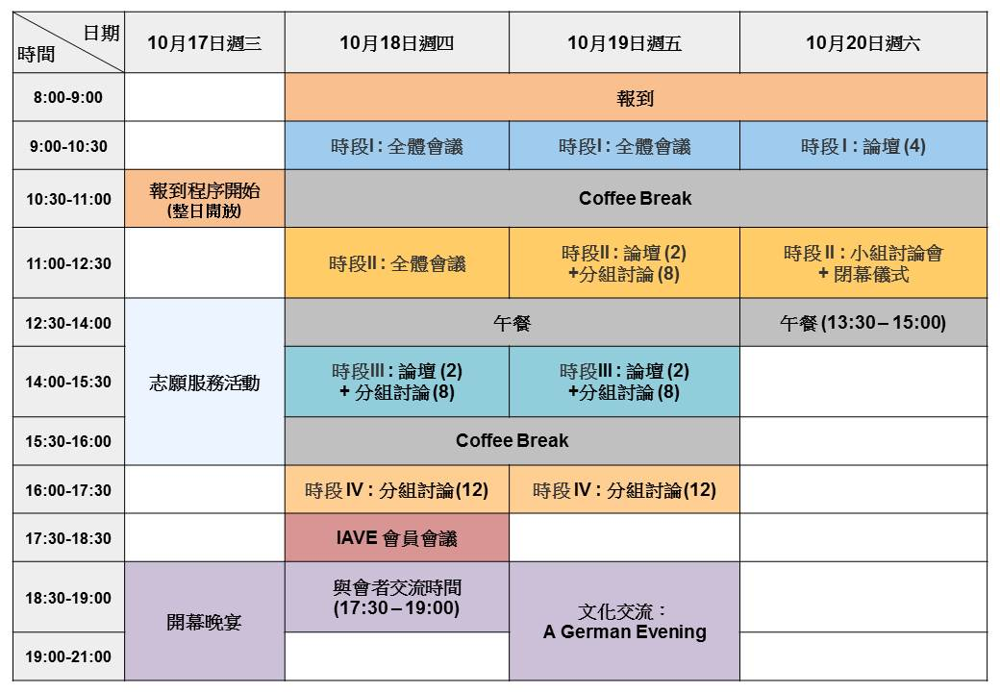 日期
時間
10月17日週三
10月18日週四
10月19日週五
10月20日週六
8:00-9:00
報到
9:00-10:30
時段I : 全體會議
時段I : 全體會議
時段 I : 論壇 (4)
10:30-11:00
報到程序開始
(整日開放)
Coffee Break
11:00-12:30
時段II : 全體會議
時段II : 論壇 (2)
+分組討論 (8)
時段 II : 小組討論會
+ 閉幕儀式
12:30-14:00
午餐
午餐 (13:30 – 15:00)
志願服務活動
14:00-15:30
時段III : 論壇 (2)
+ 分組討論 (8)
時段III : 論壇 (2)
+分組討論 (8)
15:30-16:00
Coffee Break
16:00-17:30
時段 IV : 分組討論 (12)
時段 IV : 分組討論 (12)
17:30-18:30
IAVE 會員會議
18:30-19:00
開幕晚宴
與會者交流時間
(17:30 – 19:00)
文化交流：
A German Evening
19:00-21:00